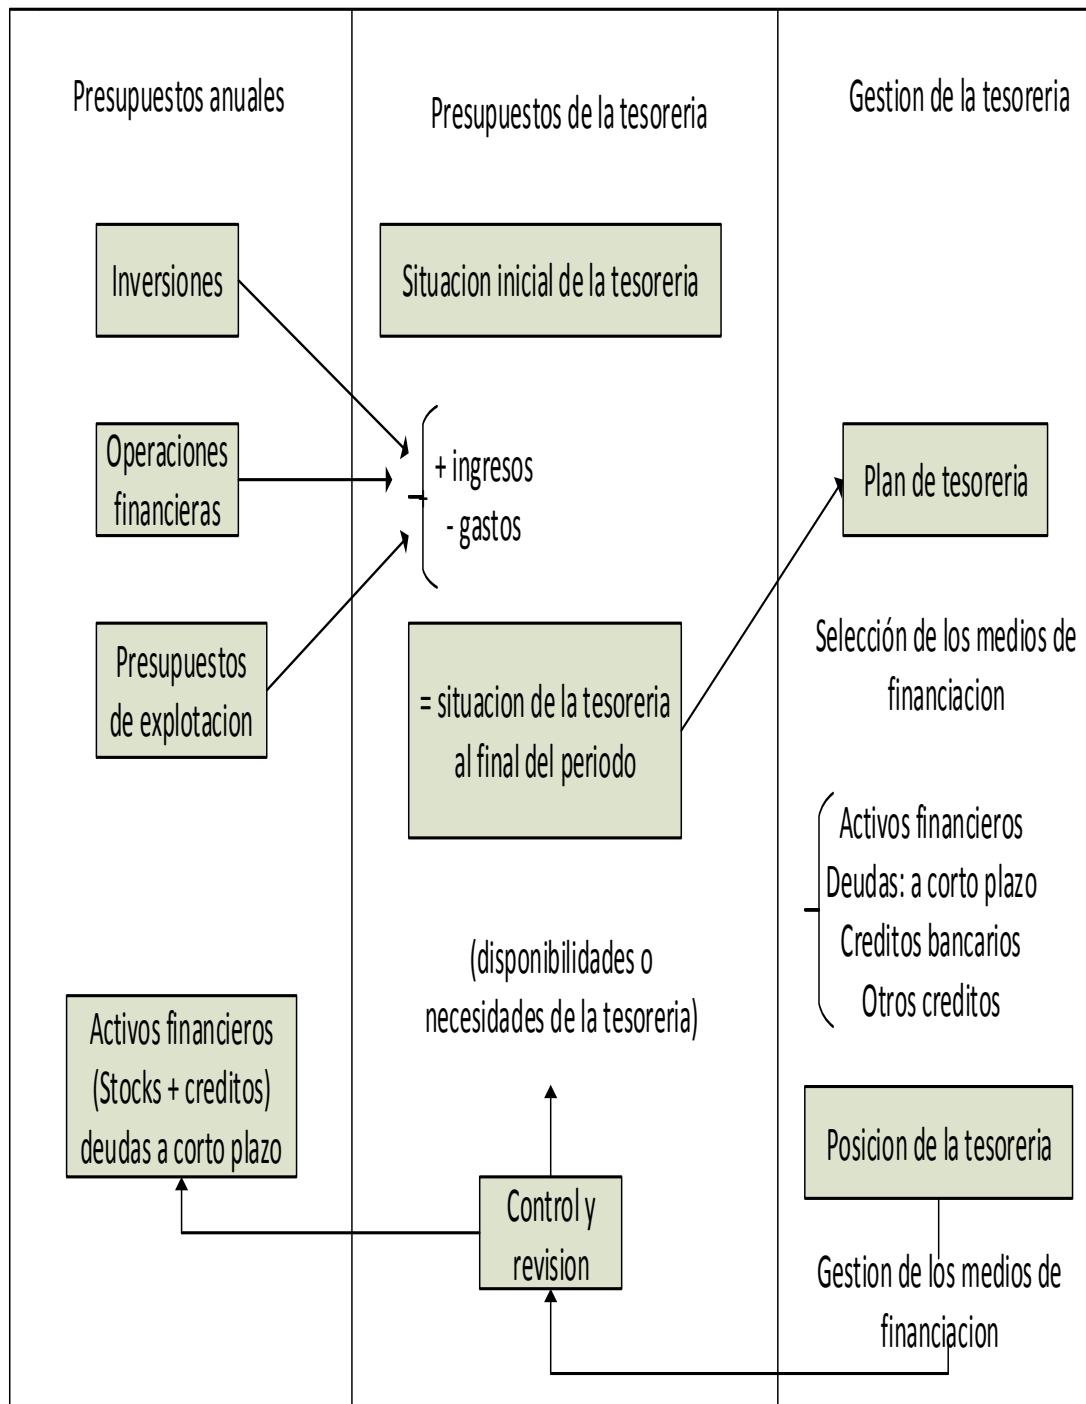 Presupuestos anuales
Presupuestos de la tesoreria
Gestion de la tesoreria
Inversiones
Situacion inicial de la tesoreria
Operaciones
financieras
+ ingresos
- gastos
Plan de tesoreria
Presupuestos
de explotacion
= situacion de la tesoreria
al final del periodo
Selección de los medios de
financiacion
Activos financieros
Deudas: a corto plazo
Creditos bancarios
Otros creditos
(disponibilidades o
necesidades de la tesoreria)
Activos financieros
(Stocks + creditos)
deudas a corto plazo
Control y
revision
Posicion de la tesoreria
Gestion de los medios de
financiacion